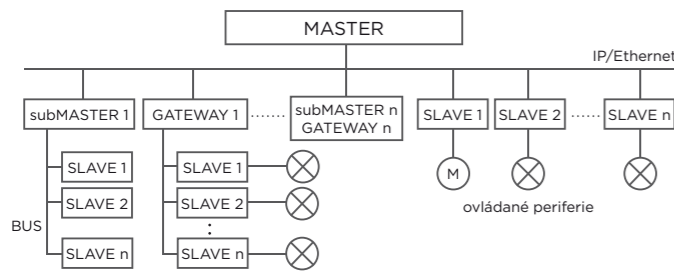 MASTER
IP/Ethernet
subMASTER 1
GATEWAY 1
subMASTER n
GATEWAY n
SLAVE 1
SLAVE 2
SLAVE n
SLAVE 1
SLAVE 1
M
SLAVE 2
SLAVE 2
ovládané periferie
BUS
SLAVE n
SLAVE n